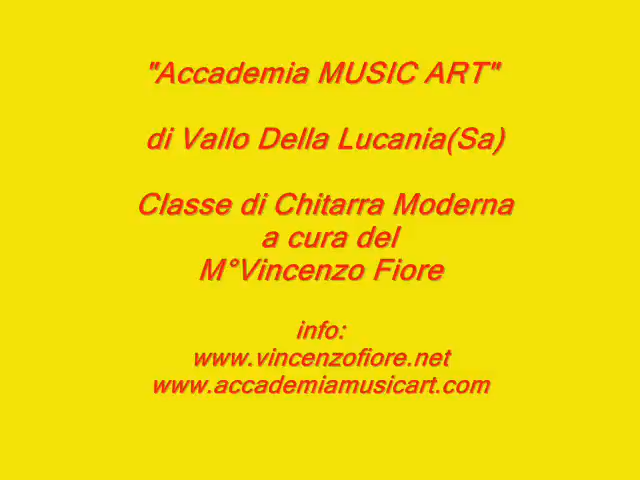 "Accademia MUSIC ART"
di Vallo Della Lucania(Sa)
Classe di Chitarra Moderna
a cura del
M°Vincenzo Fiore
info:
www.vincenzofiore.net
www.accademiamusicart.com